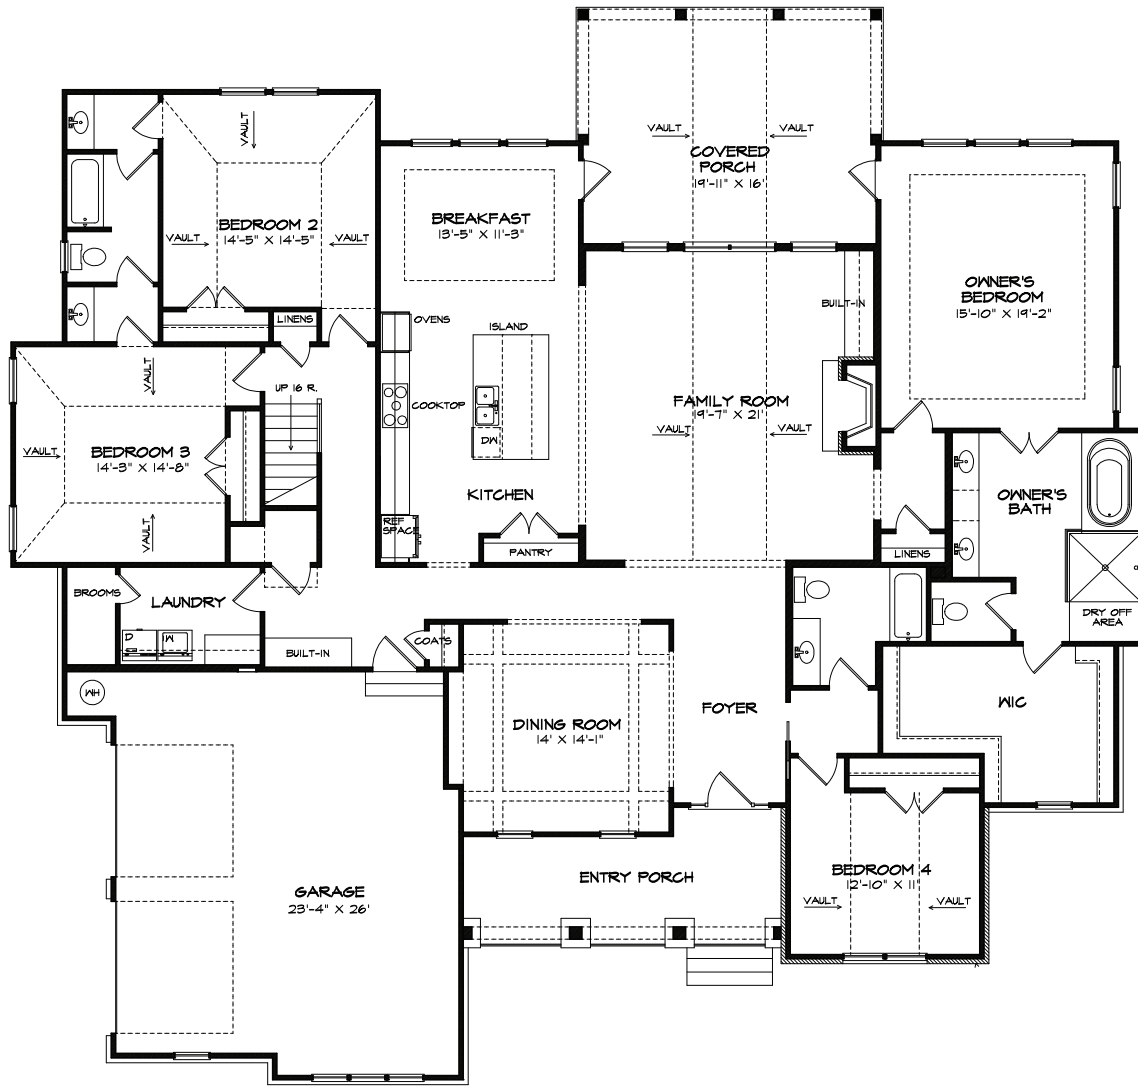 VAULT
VAULT
COVERED
PORCH
19'-11" X 16'
VAULT
BEDROOM 2
14'-5" X 14'-5"
VAULT
VAULT
BREAKFAST
13'-5" X 11'-3"
OWNER'S
BEDROOM
15'-10" X 19'-2"
BUILT-IN
LINENS
OVENS
ISLAND
VAULT
UP 16 R.
COOKTOP
DW
FAMILY ROOM
19'-7" X 21'
VAULT
VAULT
BEDROOM 3
14'-3" X 14'-8"
VAULT
VAULT
KITCHEN
REF
SPACE
PANTRY
OWNER'S
BATH
LINENS
DRY OFF
AREA
BROOMS
LAUNDRY
D
W
BUILT-IN
COATS
WH
DINING ROOM
14' X 14'-1"
FOYER
WIC
GARAGE
23'-4" X 26'
ENTRY PORCH
BEDROOM 4
12'-10" X 11'
VAULT
VAULT